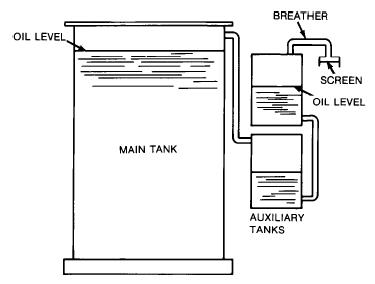 BREATHER
OIL LEVEL
SCREEN
OIL LEVEL
MAIN TANK
AUXILIARY
TANKS